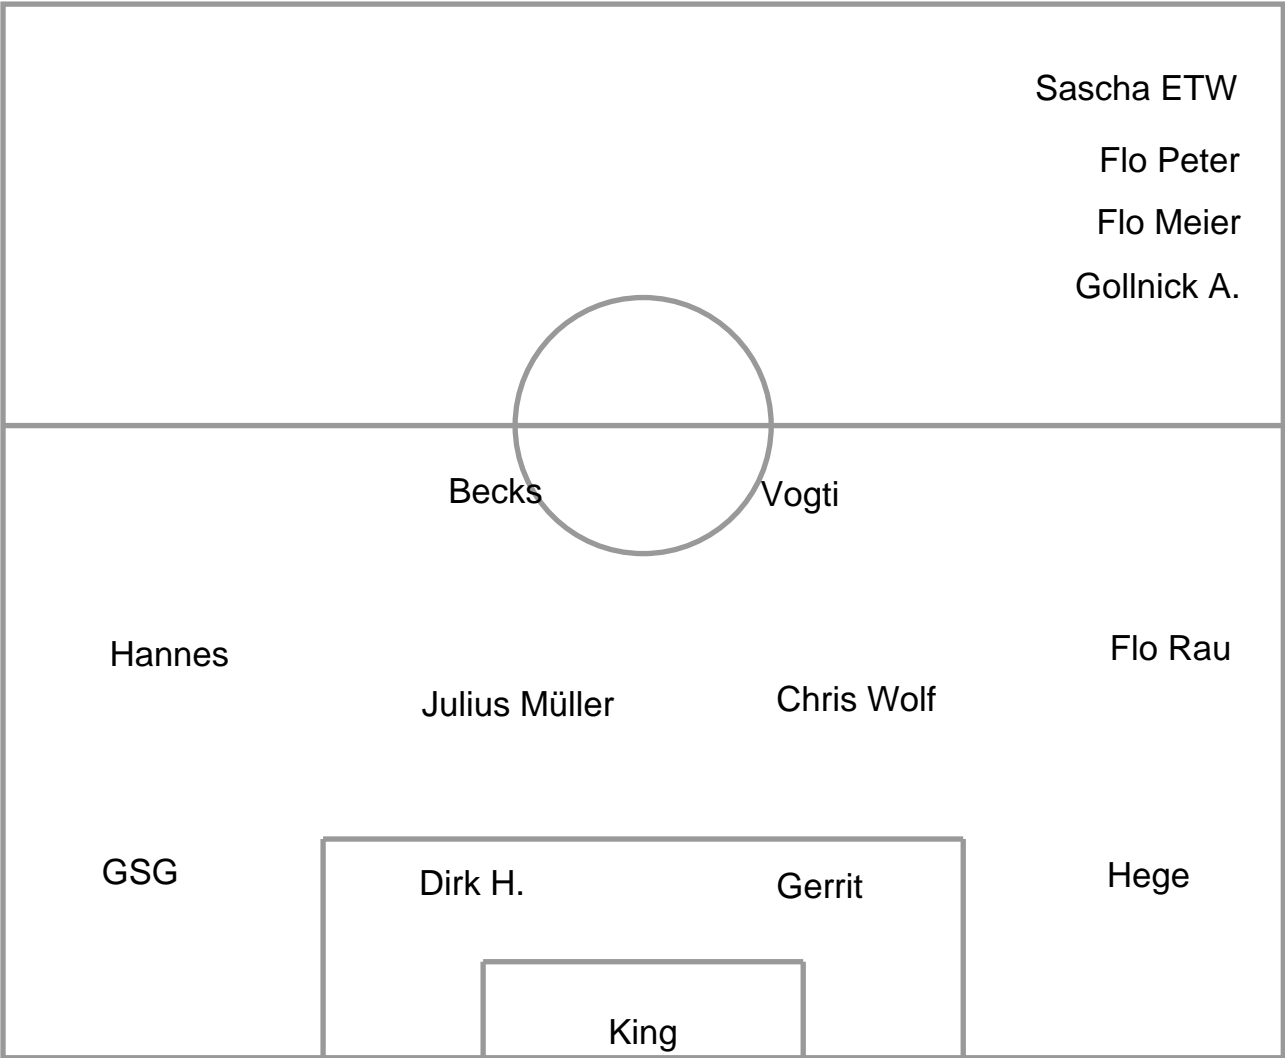 Sascha ETW
Flo Peter
Flo Meier
Gollnick A.
Becks
Vogti
Hannes
Flo Rau
Julius Müller
Chris Wolf
GSG
Dirk H.
Gerrit
Hege
King